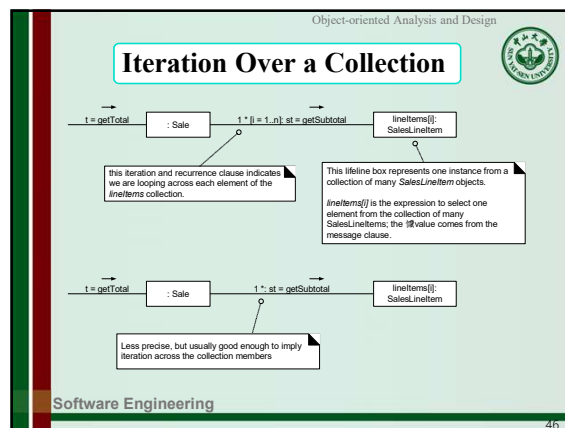 Object-oriented Analysis and Design
Iteration Over a Collection
t = getTotal
: Sale
1 * [i = 1..n]: st = getSubtotal
lineItems[i]:
SalesLineItem
this iteration and recurrence clause indicates
we are looping across each element of the
lineItems collection.
This lifeline box represents one instance from a
collection of many SalesLineItem objects.
lineItems[i] is the expression to select one
element from the collection of many
SalesLineItems; the value comes from the
message clause.
t = getTotal
: Sale
1 *: st = getSubtotal
lineItems[i]:
SalesLineItem
Less precise, but usually good enough to imply
iteration across the collection members
Software Engineering
46